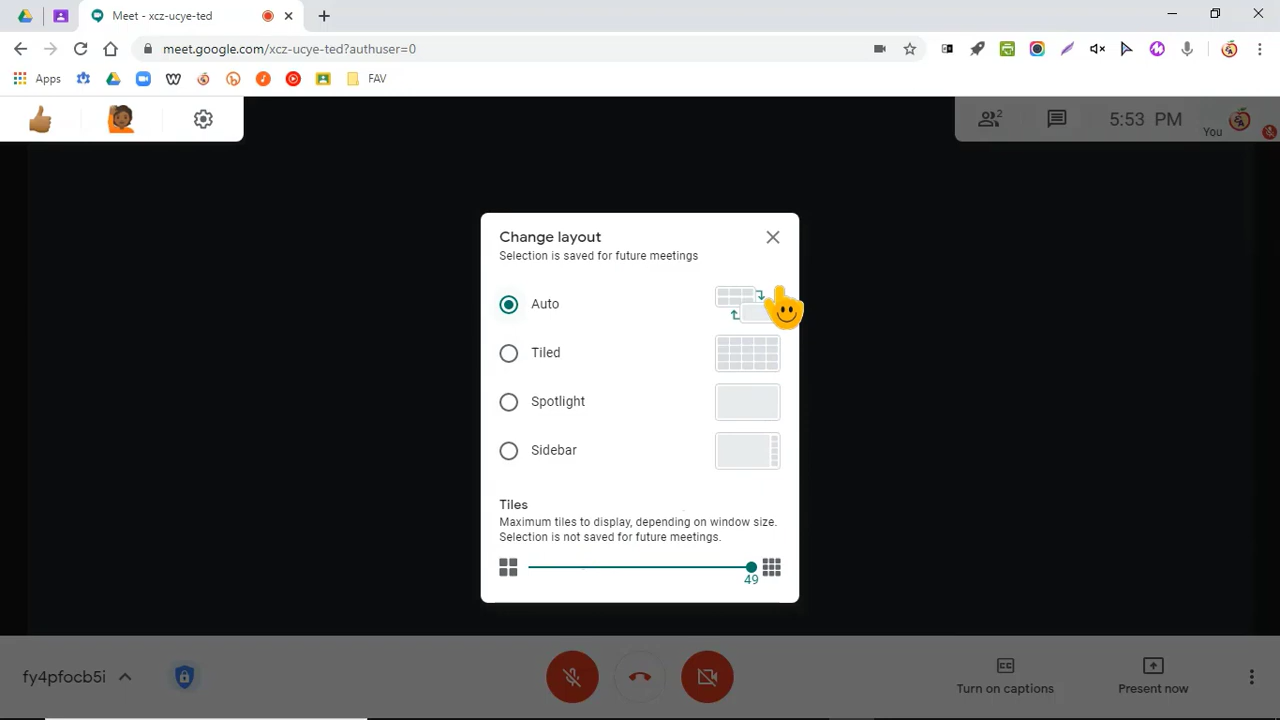 Meet - xcz-ucye-ted
meet.google.com/xcz-ucye-ted?authuser=0
Apps
FAV
2
5:53 PM
You
Change layout
Selection is saved for future meetings
Auto
Tiled
Spotlight
Sidebar
Tiles
Maximum tiles to display, depending on window size.
Selection is not saved for future meetings.
49
fy4pfocb5i
CC
Turn on captions
Present now